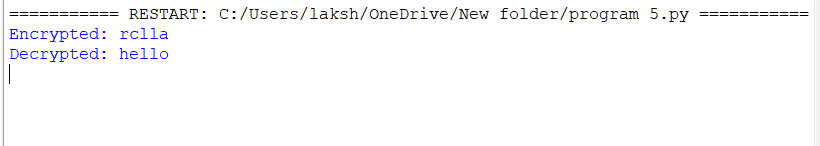 =========== RESTART: C:/Users/laksh/OneDrive/New folder/program 5.py ===========
Encrypted: rclla
Decrypted: hello